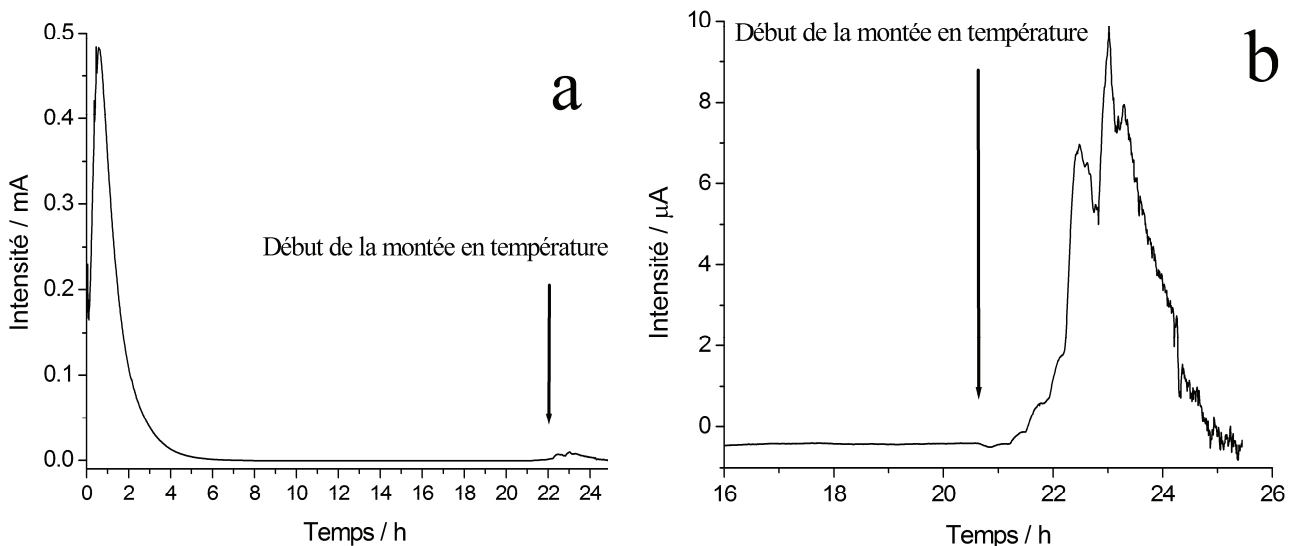 0.5
0.4
0.3
0.2
0.1
0.0
Intensité / mA
a
Début de la montée en température
0 2 4 6 8 10 12 14 16 18 20 22 24
Temps / h
10
8
6
4
2
0
Intensité / µA
Début de la montée en température
b
16 18 20 22 24 26
Temps / h